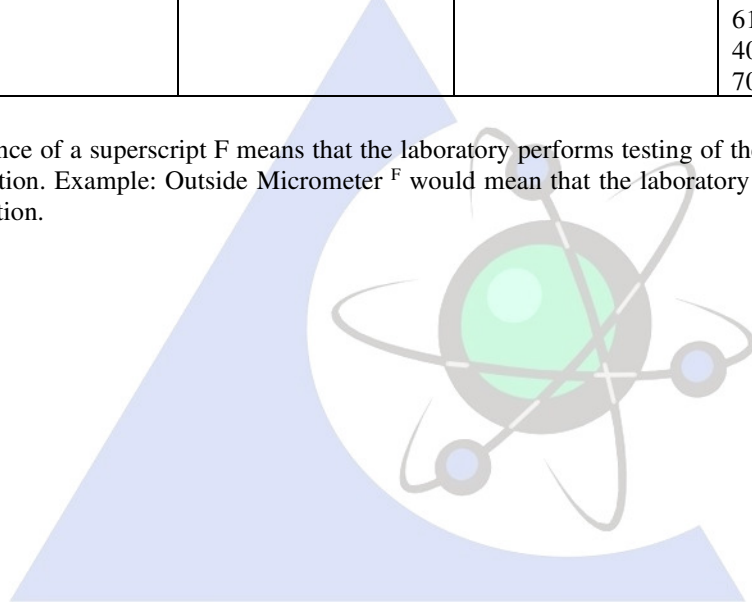 61
40
70
nce of a superscript F means that the laboratory performs testing of the
tion. Example: Outside Micrometer F would mean that the laboratory
tion.